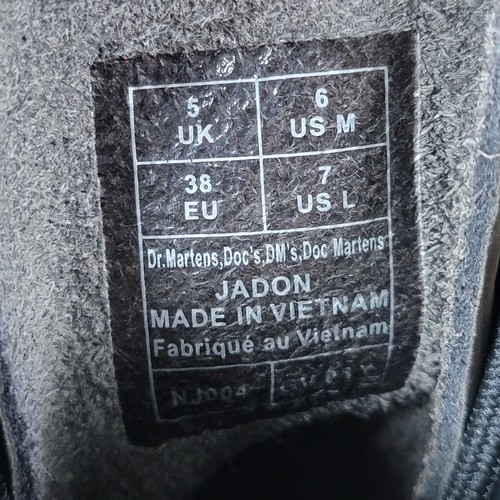 5
UK
6
US M
38
EU
7
US L
Dr.Martens,Doc's,DM's,Doc Martens
JADON
MADE IN VIETNAM
Fabriqué au Vietnam
NJ004